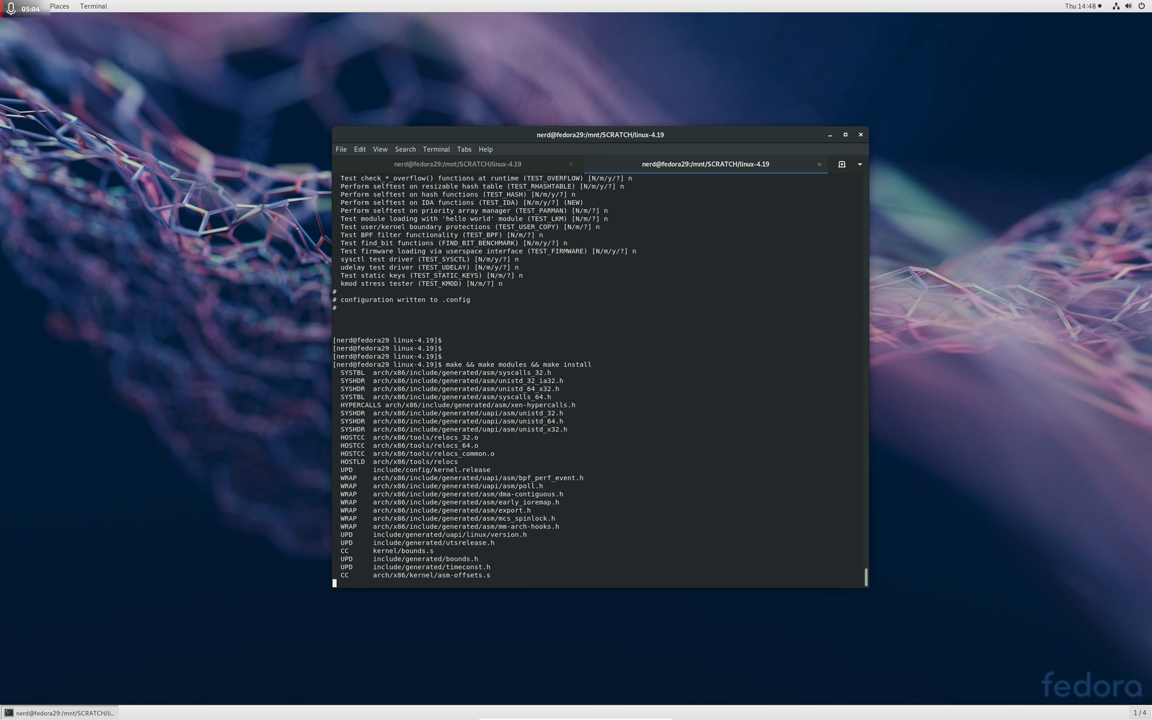 05:04 Places Terminal Thu 14:48
nerd@fedora29:/mnt/SCRATCH/linux-4.19
File Edit View Search Terminal Tabs Help
nerd@fedora29:/mnt/SCRATCH/linux-4.19 nerd@fedora29:/mnt/SCRATCH/linux-4.19
Test check_*_overflow() functions at runtime (TEST_OVERFLOW) [N/m/y/?] n
Perform selftest on resizable hash table (TEST_RHASHTABLE) [N/m/y/?] n
Perform selftest on hash functions (TEST_HASH) [N/m/y/?] n
Perform selftest on IDA functions (TEST_IDA) [N/m/y/?] (NEW)
Perform selftest on priority array manager (TEST_PARMAN) [N/m/y/?] n
Test module loading with 'hello world' module (TEST_LKM) [N/m/y/?] n
Test user/kernel boundary protections (TEST_USER_COPY) [N/m/y/?] n
Test BPF filter functionality (TEST_BPF) [N/m/y/?] n
Test find_bit functions (FIND_BIT_BENCHMARK) [N/m/y/?] n
Test firmware loading via userspace interface (TEST_FIRMWARE) [N/m/y/?] n
sysctl test driver (TEST_SYSCTL) [N/m/y/?] n
udelay test driver (TEST_UDELAY) [N/m/y/?] n
Test static keys (TEST_STATIC_KEYS) [N/m/y/?] n
kmod stress tester (TEST_KMOD) [N/m/y/?] n
#
# configuration written to .config
#
[nerd@fedora29 linux-4.19]$
[nerd@fedora29 linux-4.19]$
[nerd@fedora29 linux-4.19]$
[nerd@fedora29 linux-4.19]$ make && make modules && make install
SYSTBL arch/x86/include/generated/asm/syscalls_32.h
SYSHDR arch/x86/include/generated/asm/unistd_32_ia32.h
SYSHDR arch/x86/include/generated/asm/unistd_64_x32.h
SYSTBL arch/x86/include/generated/asm/syscalls_64.h
HYPERCALLS arch/x86/include/generated/asm/xen-hypercalls.h
SYSHDR arch/x86/include/generated/uapi/asm/unistd_32.h
SYSHDR arch/x86/include/generated/uapi/asm/unistd_64.h
SYSHDR arch/x86/include/generated/uapi/asm/unistd_x32.h
HOSTCC arch/x86/tools/relocs_32.o
HOSTCC arch/x86/tools/relocs_64.o
HOSTCC arch/x86/tools/relocs_common.o
HOSTLD arch/x86/tools/relocs
UPD include/config/kernel.release
WRAP arch/x86/include/generated/uapi/asm/bpf_perf_event.h
WRAP arch/x86/include/generated/uapi/asm/poll.h
WRAP arch/x86/include/generated/asm/dma-contiguous.h
WRAP arch/x86/include/generated/asm/early_ioremap.h
WRAP arch/x86/include/generated/asm/export.h
WRAP arch/x86/include/generated/asm/mcs_spinlock.h
WRAP arch/x86/include/generated/asm/mm-arch-hooks.h
UPD include/generated/uapi/linux/version.h
UPD include/generated/utsrelease.h
CC kernel/bounds.s
UPD include/generated/bounds.h
UPD include/generated/timeconst.h
CC arch/x86/kernel/asm-offsets.s
fedora
nerd@fedora29:/mnt/SCRATCH/li... 1 / 4